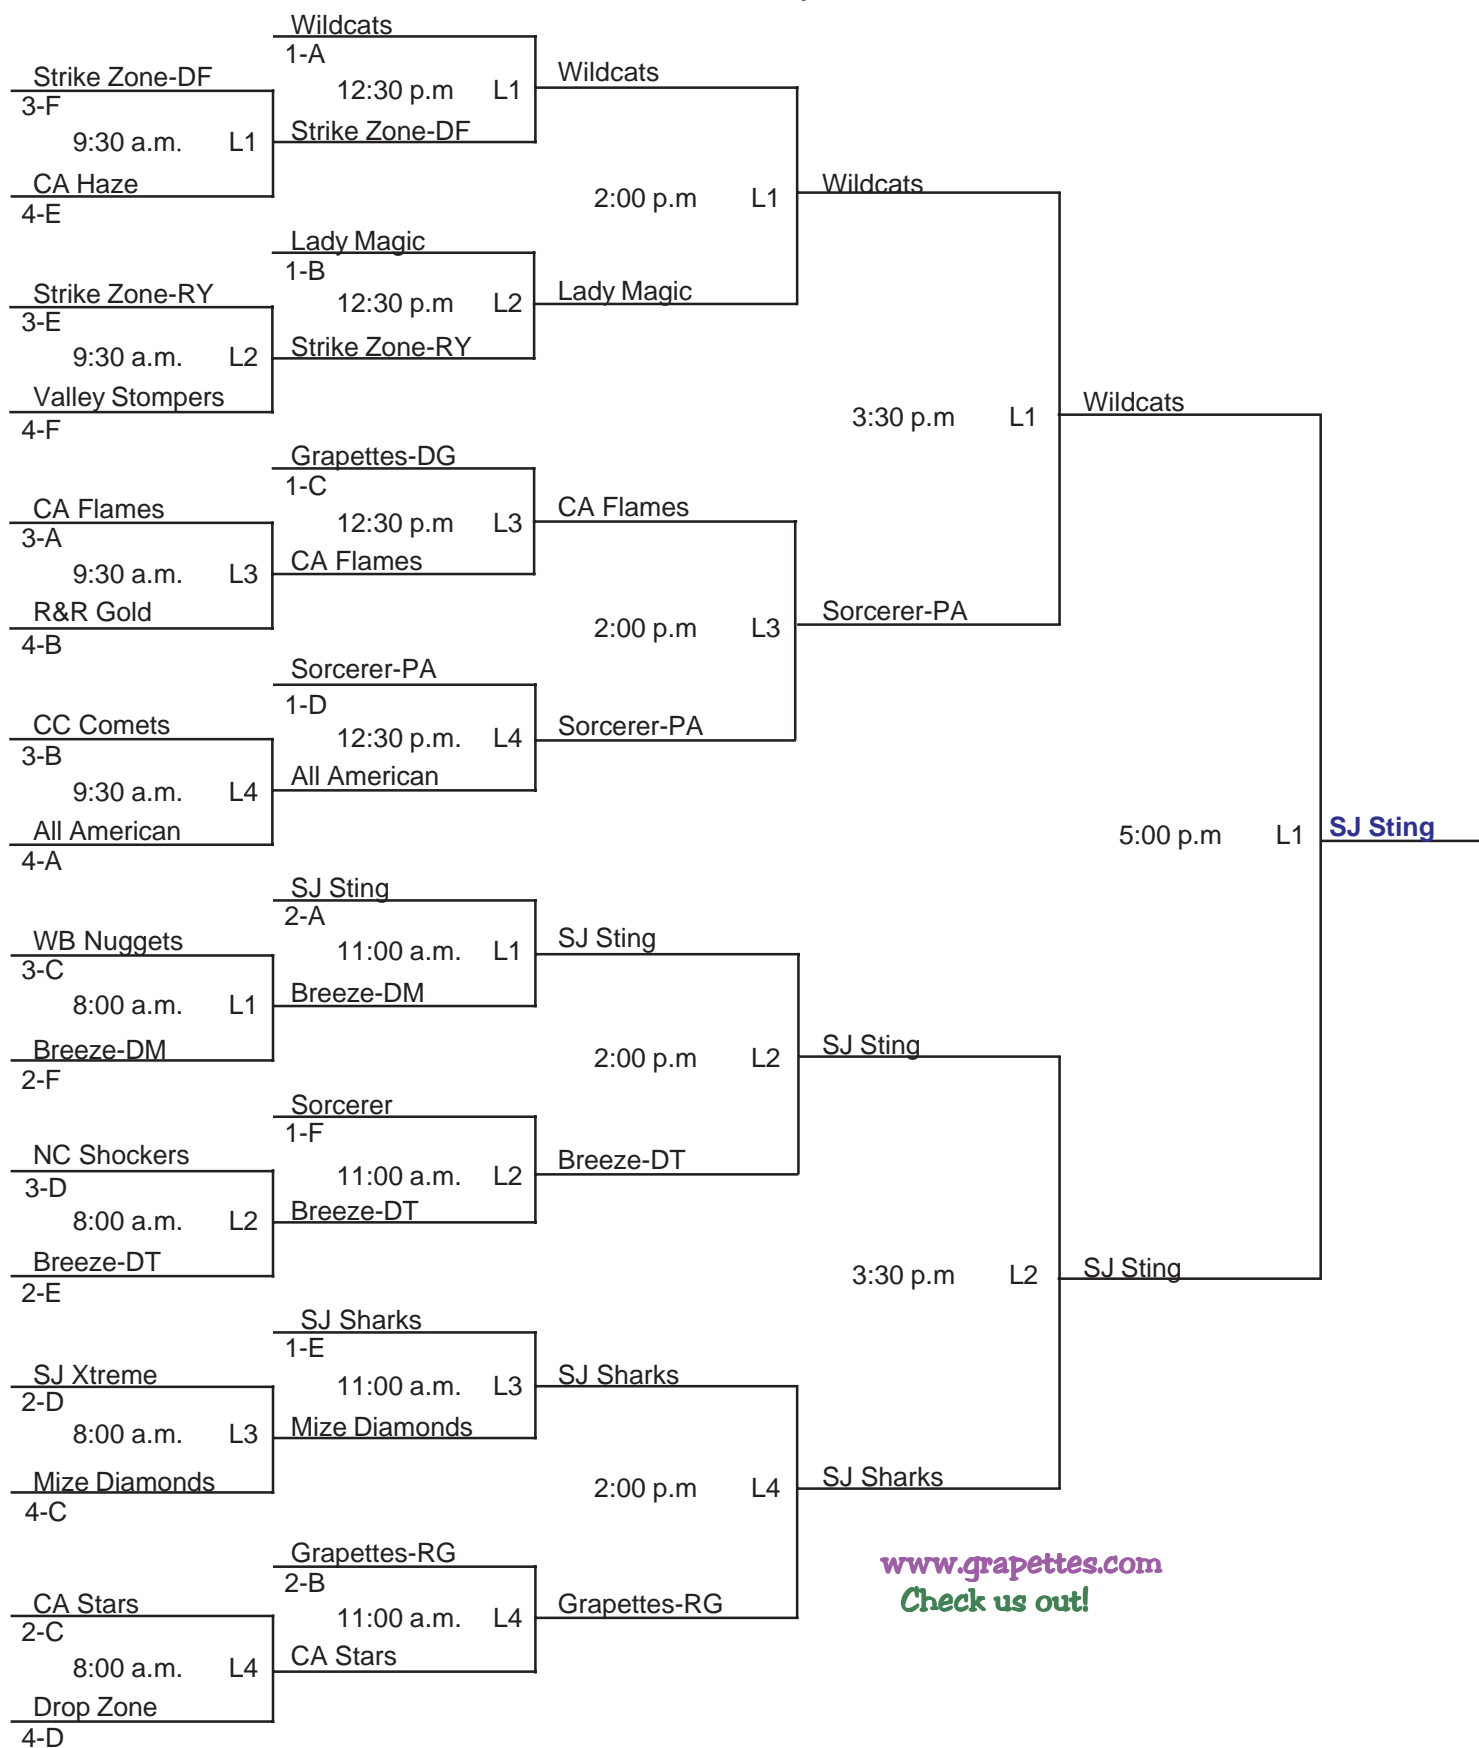 Wildcats
1-A
12:30 p.m L1
Strike Zone-DF
3-F
9:30 a.m. L1
CA Haze
4-E
Strike Zone-DF
Wildcats
2:00 p.m L1
Wildcats
Lady Magic
1-B
12:30 p.m L2
Strike Zone-RY
3-E
9:30 a.m. L2
Valley Stompers
4-F
Strike Zone-RY
Lady Magic
3:30 p.m L1
Wildcats
Grapettes-DG
1-C
12:30 p.m L3
CA Flames
3-A
9:30 a.m. L3
R&R Gold
4-B
CA Flames
CA Flames
2:00 p.m L3
Sorcerer-PA
Sorcerer-PA
1-D
12:30 p.m. L4
CC Comets
3-B
9:30 a.m. L4
All American
4-A
All American
Sorcerer-PA
5:00 p.m L1
SJ Sting
SJ Sting
2-A
11:00 a.m. L1
WB Nuggets
3-C
8:00 a.m. L1
Breeze-DM
2-F
Breeze-DM
SJ Sting
2:00 p.m L2
SJ Sting
Sorcerer
1-F
11:00 a.m. L2
NC Shockers
3-D
8:00 a.m. L2
Breeze-DT
2-E
Breeze-DT
Breeze-DT
3:30 p.m L2
SJ Sting
SJ Sharks
1-E
11:00 a.m. L3
SJ Xtreme
2-D
8:00 a.m. L3
Mize Diamonds
4-C
Mize Diamonds
SJ Sharks
2:00 p.m L4
SJ Sharks
Grapettes-RG
2-B
11:00 a.m. L4
CA Stars
2-C
8:00 a.m. L4
Drop Zone
4-D
CA Stars
Grapettes-RG
www.grapettes.com
Check us out!